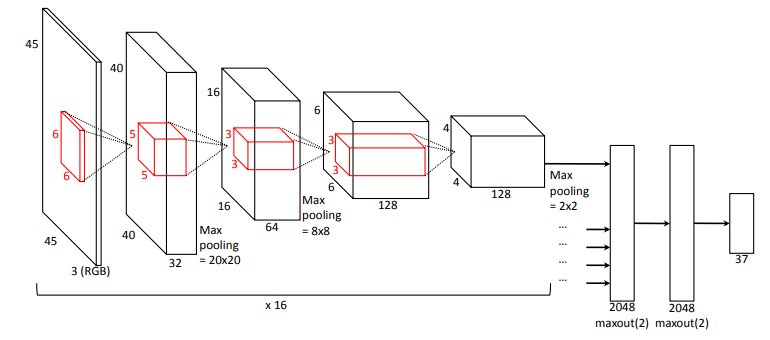 45
45
3 (RGB)
6
6
40
40
32
5
5
Max
pooling
= 20x20
16
16
64
3
3
Max
pooling
= 8x8
6
6
128
3
3
4
4
128
Max
pooling
= 2x2
...
...
...
...
x 16
2048
maxout(2)
2048
maxout(2)
37